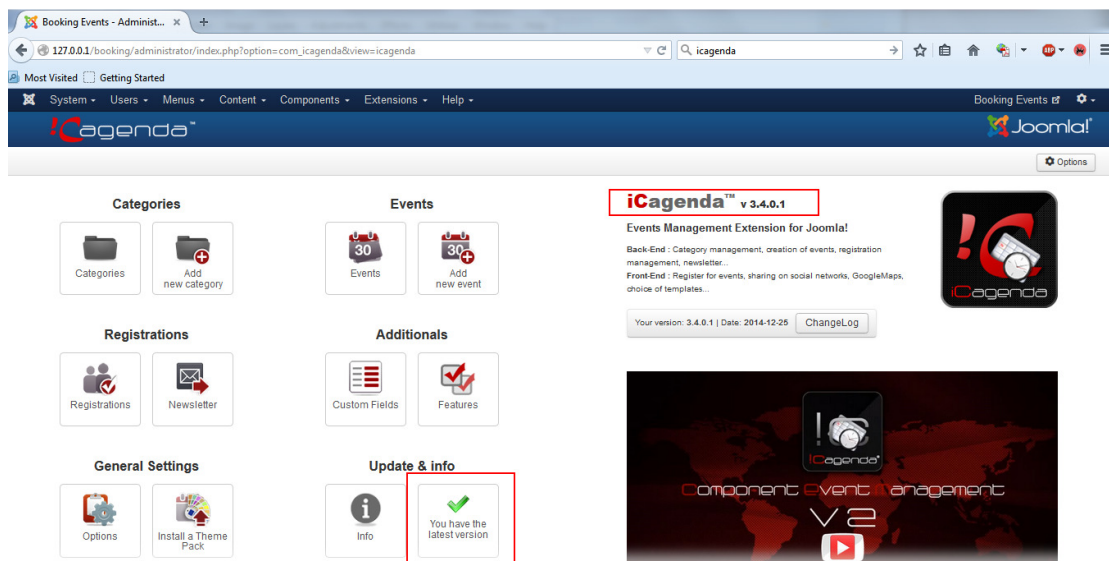 Booking Events - Administ... × +
127.0.0.1/booking/administrator/index.php?option=com_icagenda&view=icagenda
icagenda
Most Visited Getting Started
System Users Menus Content Components Extensions Help
Booking Events
!Cagenda™
Joomla!®
Options
Categories
Categories
Add
new category
Events
30
Events
30
Add
new event
Registrations
Registrations
Newsletter
Additionals
Custom Fields
Features
General Settings
Options
Install a Theme
Pack
Update & info
Info
You have the
latest version
iCagenda™ v 3.4.0.1
Events Management Extension for Joomla!
Back-End : Category management, creation of events, registration
management, newsletter...
Front-End : Register for events, sharing on social networks, GoogleMaps,
choice of templates...
Your version: 3.4.0.1 | Date: 2014-12-25 ChangeLog
!C
iCagenda
!C
iCagenda
Component Event Management
V2